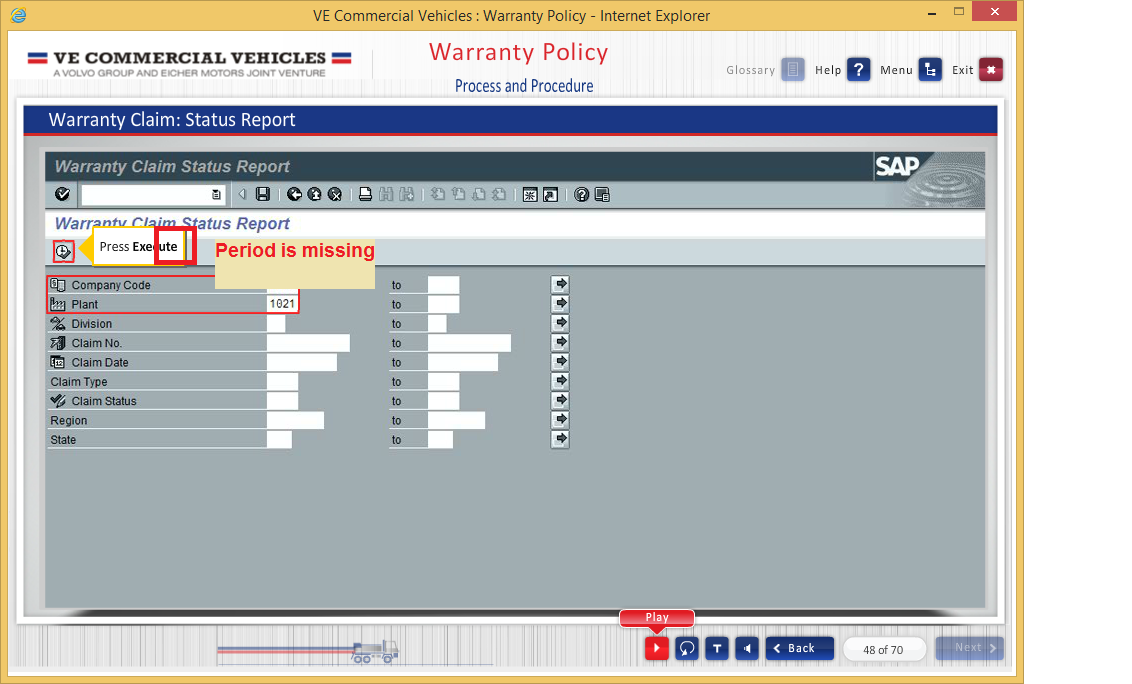 VE Commercial Vehicles : Warranty Policy - Internet Explorer
VE COMMERCIAL VEHICLES
A VOLVO GROUP AND EICHER MOTORS JOINT VENTURE
Warranty Policy
Process and Procedure
Glossary Help ? Menu Exit
Warranty Claim: Status Report
Warranty Claim Status Report
SAP
Warranty Claim Status Report
Press Execute
Period is missing
Company Code to
Plant 1021 to
Division to
Claim No. to
Claim Date to
Claim Type to
Claim Status to
Region to
State to
Play
T Back 48 of 70 Next